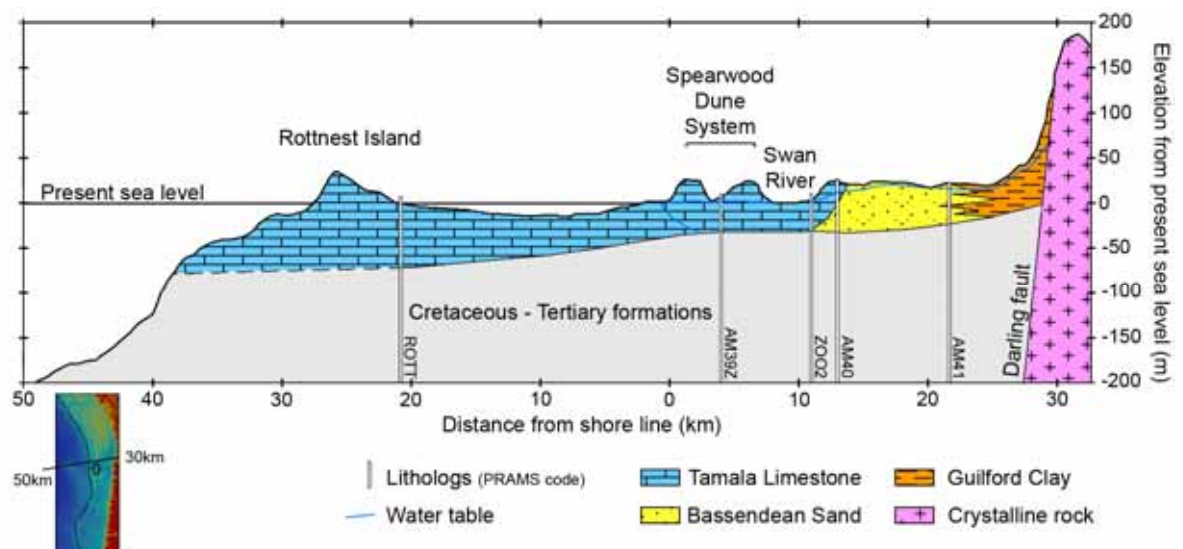 200
150
100
50
0
-50
-100
-150
-200
Elevation from present sea level (m)
Spearwood
Dune
System
Rottnest Island
Swan
River
Present sea level
Cretaceous - Tertiary formations
ROTT
AM39Z
ZOO2
AM40
AM41
Darling fault
50 40 30 20 10 0 10 20 30
Distance from shore line (km)
50km
30km
Lithologs (PRAMS code)
Water table
Tamala Limestone
Bassendean Sand
Guilford Clay
Crystalline rock